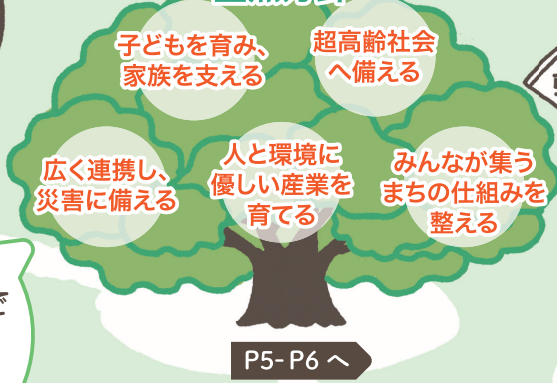 子どもを育み、
家族を支える
超高齢社会
へ備える
広く連携し、
災害に備える
人と環境に
優しい産業を
育てる
みんなが集う
まちの仕組みを
整える
P5-P6 へ